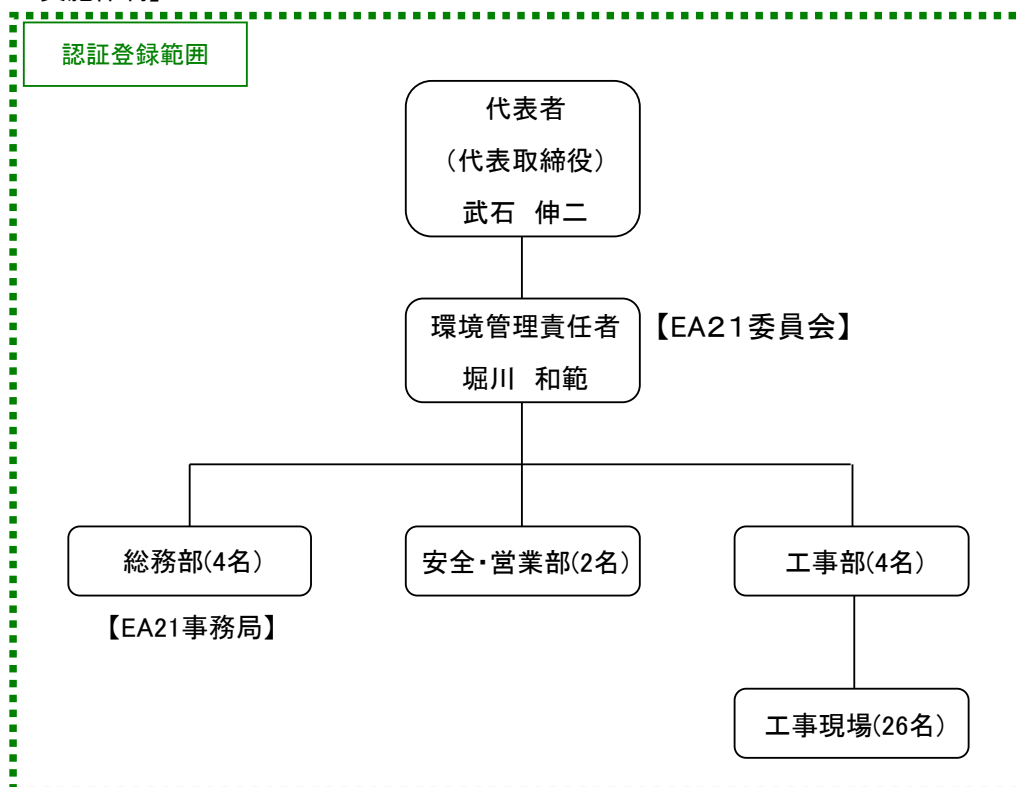 認証登録範囲
代表者
(代表取締役)
武石　伸二
環境管理責任者
堀川　和範
【EA21委員会】
総務部(4名)
安全・営業部(2名)
工事部(4名)
【EA21事務局】
工事現場(26名)